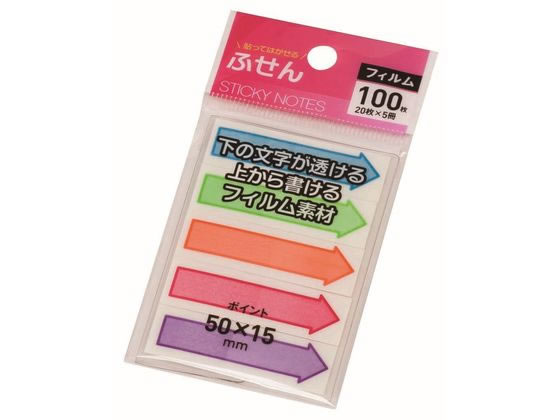 貼ってはがせる
ふせん
STICKY NOTES
フィルム
100枚
20枚×5冊
下の文字が透ける
上から書ける
フィルム素材
ポイント
50×15
mm